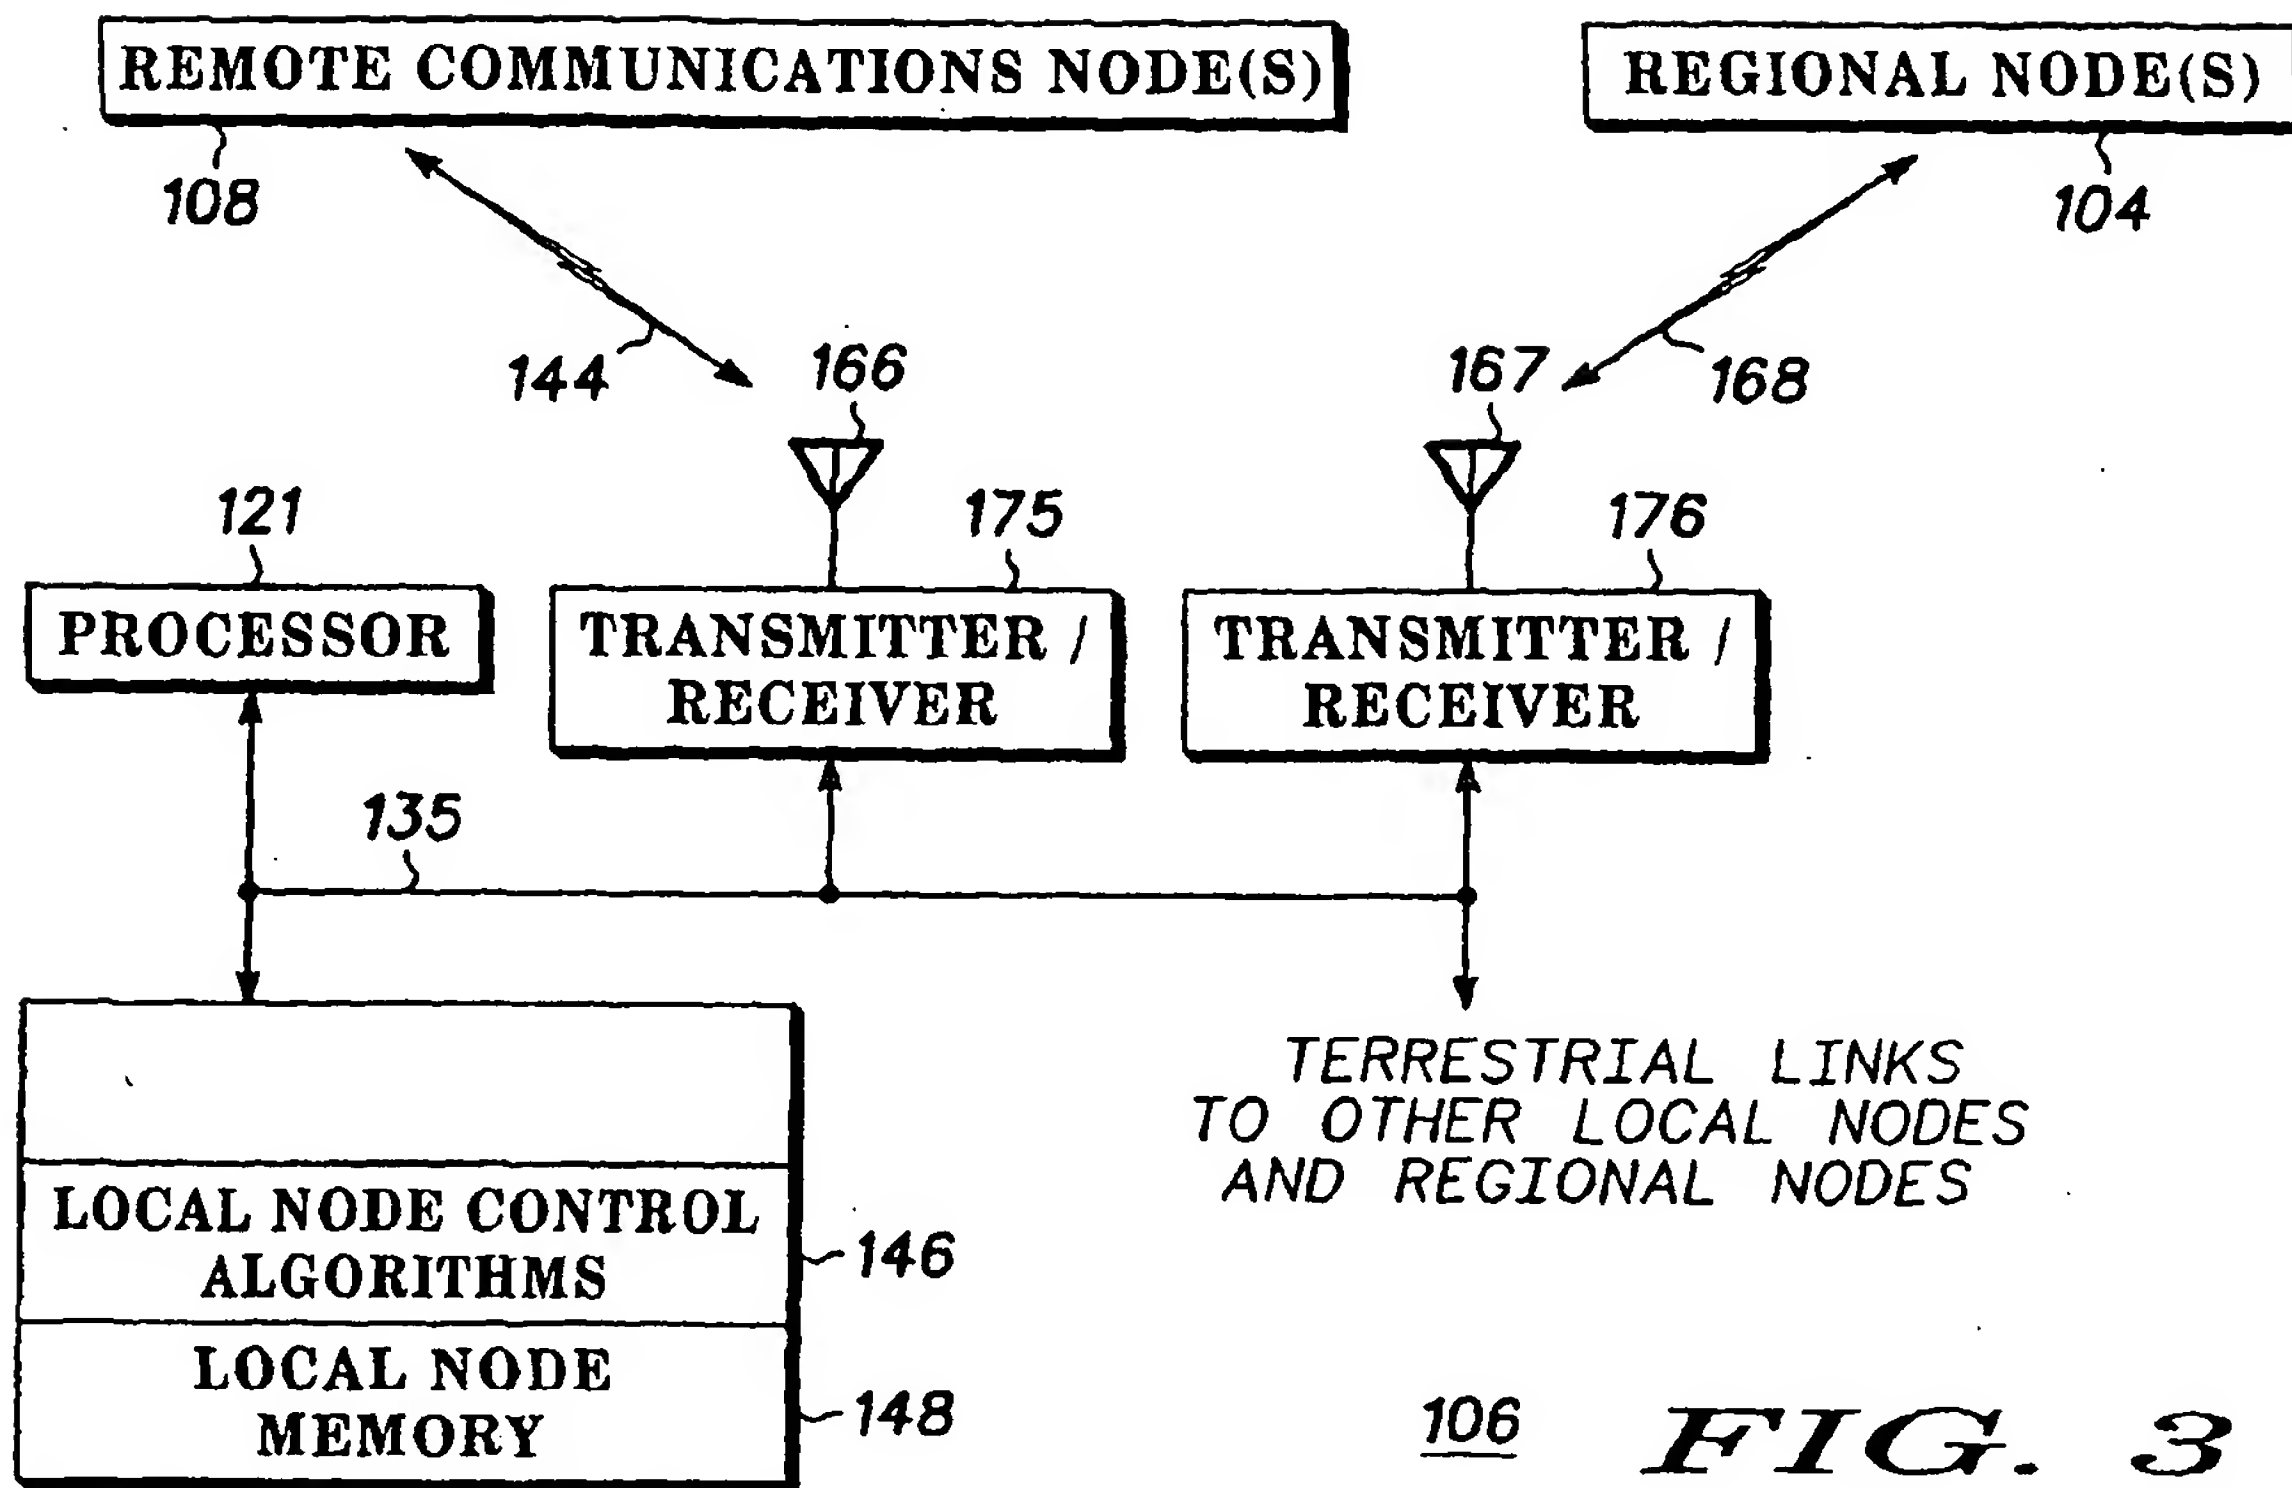 REMOTE COMMUNICATIONS NODE(S)
REGIONAL NODE(S)
108
104
144
166
167
168
121
175
176
PROCESSOR
TRANSMITTER /
RECEIVER
TRANSMITTER /
RECEIVER
135
TERRESTRIAL LINKS
TO OTHER LOCAL NODES
AND REGIONAL NODES
LOCAL NODE CONTROL
ALGORITHMS
146
LOCAL NODE
MEMORY
148
106
FIG. 3